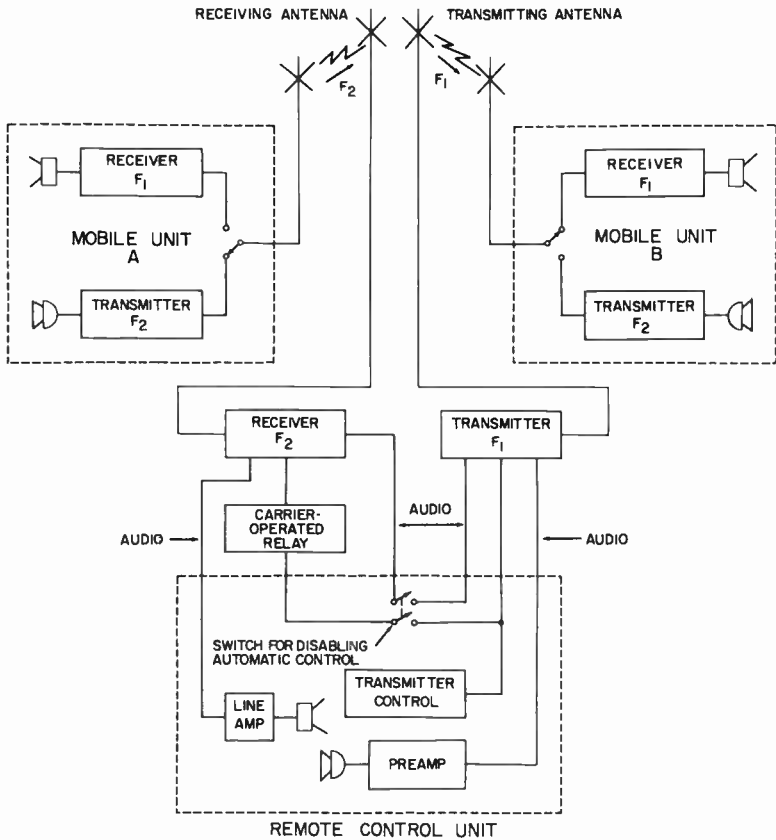 RECEIVING ANTENNA
TRANSMITTING ANTENNA
F2
F1
RECEIVER
F1
MOBILE UNIT
A
TRANSMITTER
F2
RECEIVER
F1
MOBILE UNIT
B
TRANSMITTER
F2
RECEIVER
F2
TRANSMITTER
F1
AUDIO
CARRIER-
OPERATED
RELAY
AUDIO
AUDIO
SWITCH FOR DISABLING
AUTOMATIC CONTROL
TRANSMITTER
CONTROL
LINE
AMP
PREAMP
REMOTE CONTROL UNIT